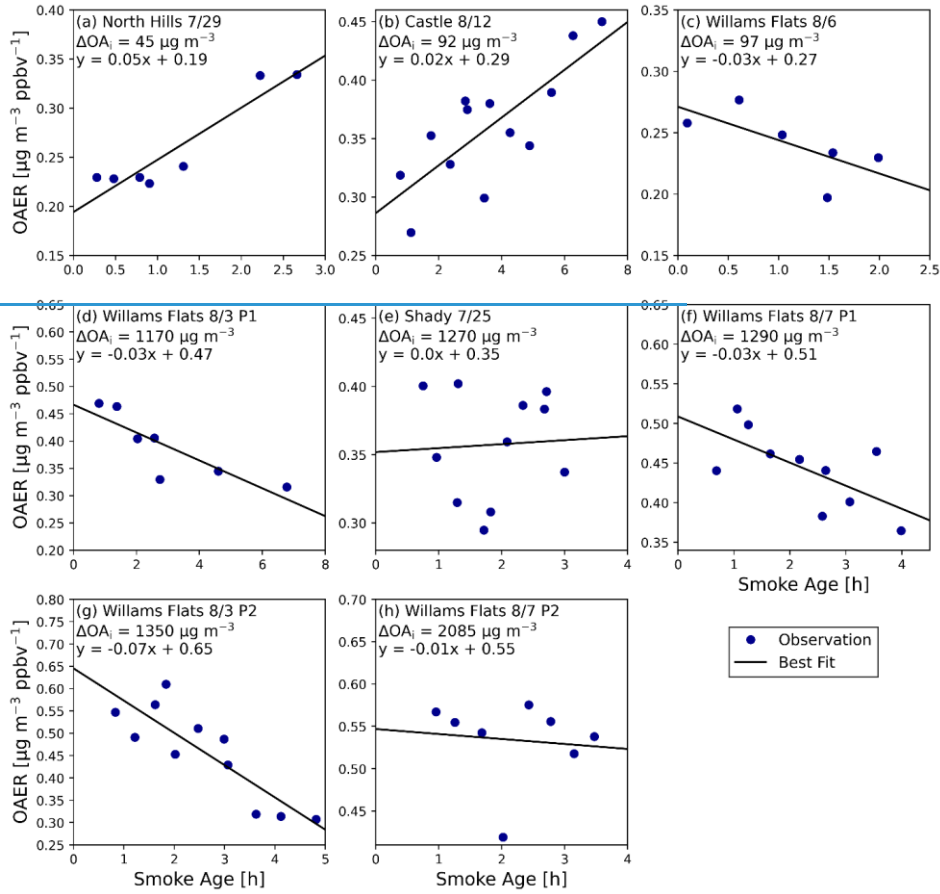 (a) North Hills 7/29
ΔOAᵢ = 45 μg m⁻³
y = 0.05x + 0.19
OAER [μg m⁻³ ppbv⁻¹]
0.40
0.35
0.30
0.25
0.20
0.15
0.0 0.5 1.0 1.5 2.0 2.5 3.0
(b) Castle 8/12
ΔOAᵢ = 92 μg m⁻³
y = 0.02x + 0.29
0.45
0.40
0.35
0.30
0.25
0 2 4 6 8
(c) Willams Flats 8/6
ΔOAᵢ = 97 μg m⁻³
y = -0.03x + 0.27
0.35
0.30
0.25
0.20
0.15
0.0 0.5 1.0 1.5 2.0 2.5
(d) Willams Flats 8/3 P1
ΔOAᵢ = 1170 μg m⁻³
y = -0.03x + 0.47
OAER [μg m⁻³ ppbv⁻¹]
0.65
0.60
0.55
0.50
0.45
0.40
0.35
0.30
0.25
0.20
0 2 4 6 8
(e) Shady 7/25
ΔOAᵢ = 1270 μg m⁻³
y = 0.0x + 0.35
0.45
0.40
0.35
0.30
0 1 2 3 4
(f) Willams Flats 8/7 P1
ΔOAᵢ = 1290 μg m⁻³
y = -0.03x + 0.51
0.65
0.60
0.55
0.50
0.45
0.40
0.35
0 1 2 3 4
Smoke Age [h]
(g) Willams Flats 8/3 P2
ΔOAᵢ = 1350 μg m⁻³
y = -0.07x + 0.65
OAER [μg m⁻³ ppbv⁻¹]
0.80
0.75
0.70
0.65
0.60
0.55
0.50
0.45
0.40
0.35
0.30
0.25
0 1 2 3 4 5
Smoke Age [h]
(h) Willams Flats 8/7 P2
ΔOAᵢ = 2085 μg m⁻³
y = -0.01x + 0.55
0.70
0.65
0.60
0.55
0.50
0.45
0 1 2 3 4
Smoke Age [h]
Observation
Best Fit